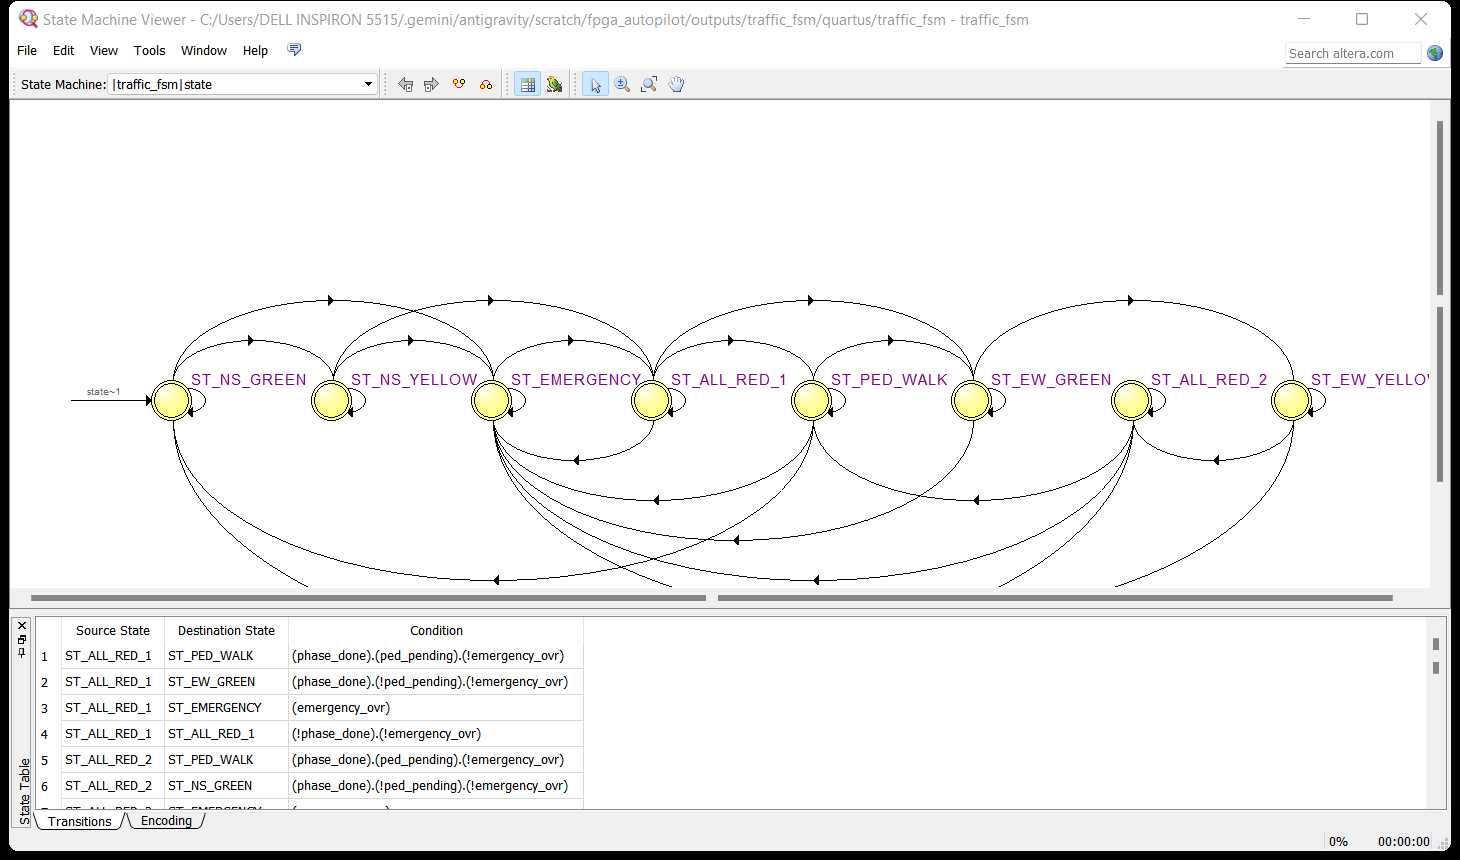 State Machine Viewer - C:/Users/DELL INSPIRON 5515/.gemini/antigravity/scratch/fpga_autopilot/outputs/traffic_fsm/quartus/traffic_fsm - traffic_fsm
File Edit View Tools Window Help
Search altera.com
State Machine: |traffic_fsm|state
state~1
ST_NS_GREEN ST_NS_YELLOW ST_EMERGENCY ST_ALL_RED_1 ST_PED_WALK ST_EW_GREEN ST_ALL_RED_2 ST_EW_YELLOW
State Table
Source State Destination State Condition
1 ST_ALL_RED_1 ST_PED_WALK (phase_done).(ped_pending).(!emergency_ovr)
2 ST_ALL_RED_1 ST_EW_GREEN (phase_done).(!ped_pending).(!emergency_ovr)
3 ST_ALL_RED_1 ST_EMERGENCY (emergency_ovr)
4 ST_ALL_RED_1 ST_ALL_RED_1 (!phase_done).(!emergency_ovr)
5 ST_ALL_RED_2 ST_PED_WALK (phase_done).(ped_pending).(!emergency_ovr)
6 ST_ALL_RED_2 ST_NS_GREEN (phase_done).(!ped_pending).(!emergency_ovr)
Transitions Encoding
0% 00:00:00